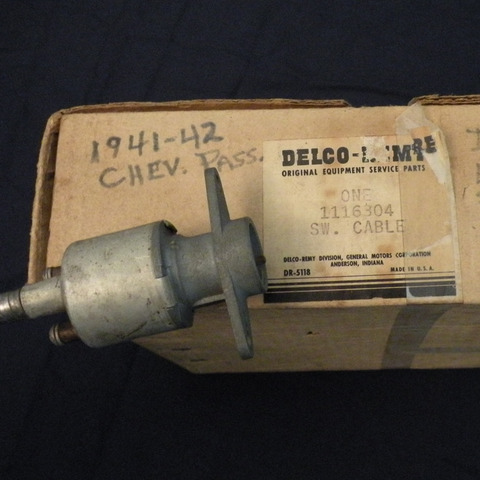 1941-42
CHEV. PASS.
DELCO-
ORIGINAL EQUIPMENT SERVICE PARTS
ONE
1116304
SW. CABLE
DELCO-REMY DIVISION, GENERAL MOTORS CORPORATION
ANDERSON, INDIANA
DR-5118
MADE IN U.S.A.